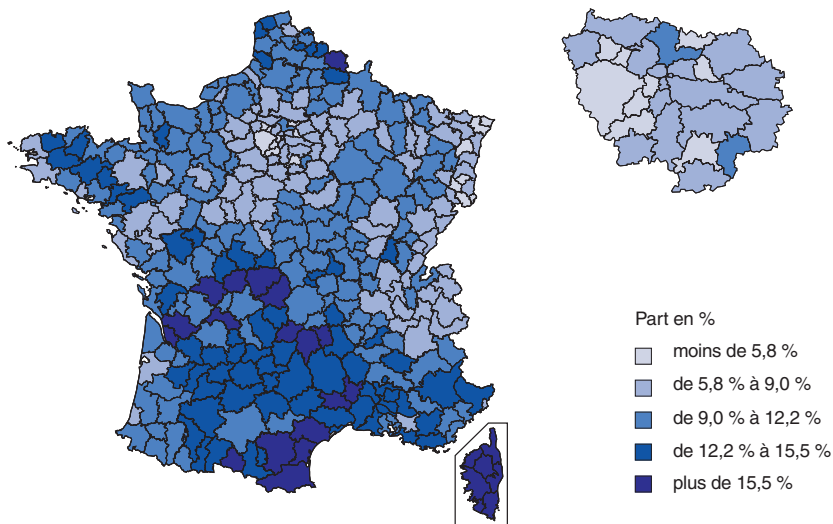 Part en %
moins de 5,8 %
de 5,8 % à 9,0 %
de 9,0 % à 12,2 %
de 12,2 % à 15,5 %
plus de 15,5 %